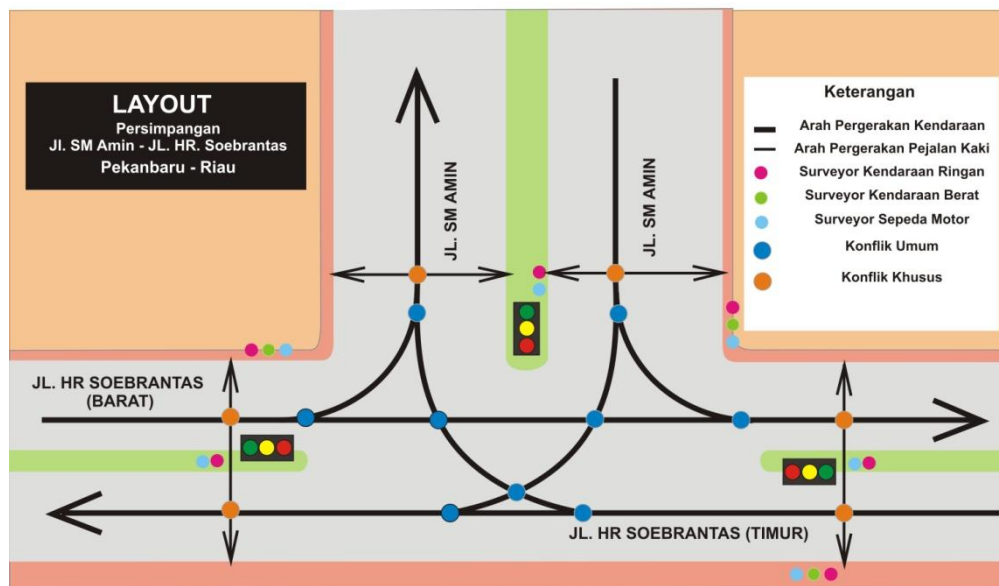 LAYOUT
Persimpangan
Jl. SM Amin - JL. HR. Soebrantas
Pekanbaru - Riau
JL. SM AMIN
JL. SM AMIN
Keterangan
Arah Pergerakan Kendaraan
Arah Pergerakan Pejalan Kaki
Surveyor Kendaraan Ringan
Surveyor Kendaraan Berat
Surveyor Sepeda Motor
Konflik Umum
Konflik Khusus
JL. HR SOEBRANTAS
(BARAT)
JL. HR SOEBRANTAS (TIMUR)